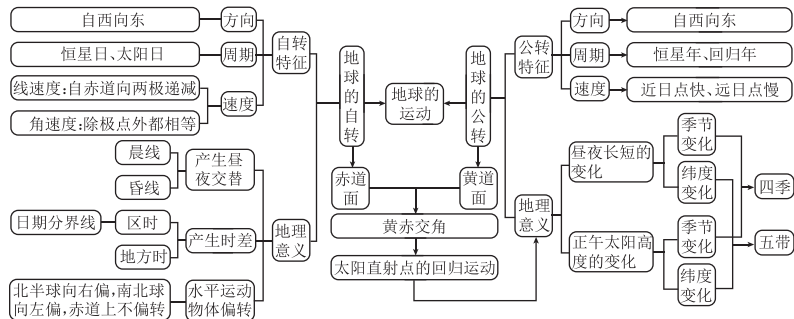 自西向东
方向
恒星日、太阳日
周期
线速度:自赤道向两极递减
角速度:除极点外都相等
速度
自转
特征
晨线
昏线
产生昼
夜交替
日期分界线
区时
地方时
产生时差
北半球向右偏,南北球
向左偏,赤道上不偏转
水平运动
物体偏转
地理
意义
地球的自转
地球的
运动
地球的公转
赤道
面
黄道
面
黄赤交角
太阳直射点的回归运动
公转
特征
方向
自西向东
周期
恒星年、回归年
速度
近日点快、远日点慢
地理
意义
昼夜长短的
变化
季节
变化
纬度
变化
正午太阳高
度的变化
季节
变化
纬度
变化
四季
五带